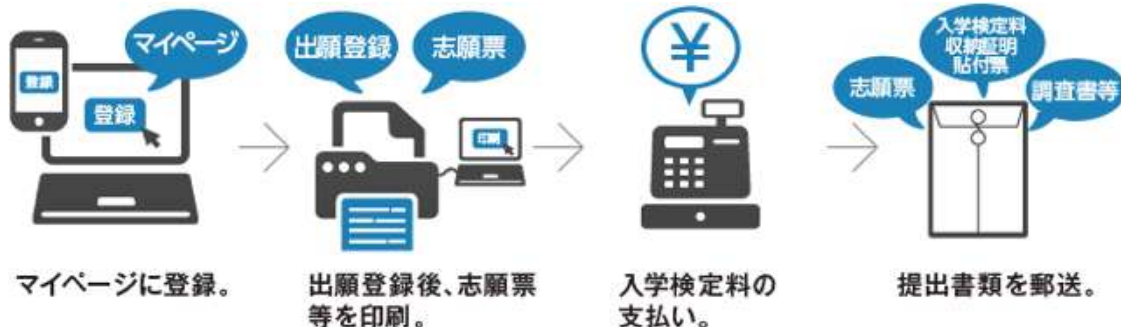 マイページ
登録
登録
出願登録
志願票
印刷
¥
志願票
入学検定料
収納証明
貼付票
調査書等
マイページに登録。
出願登録後、志願票
等を印刷。
入学検定料の
支払い。
提出書類を郵送。